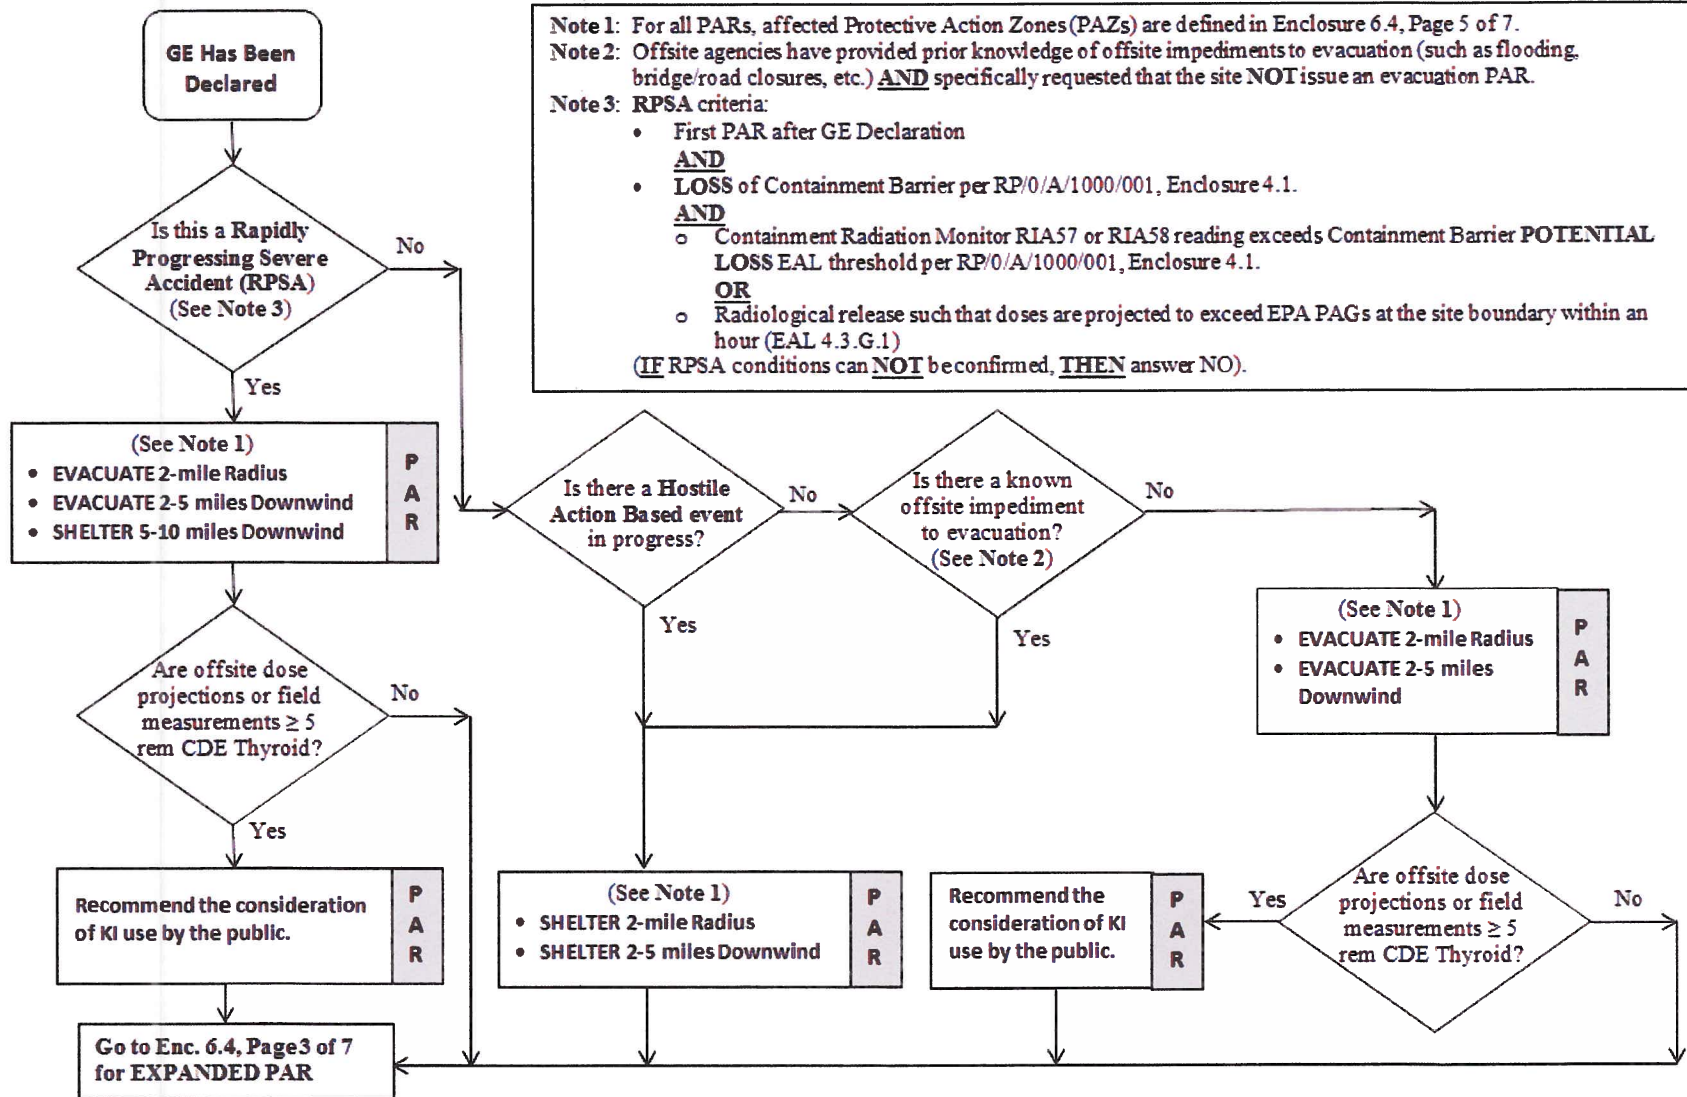 GE Has Been
Declared
Note 1: For all PARs, affected Protective Action Zones (PAZs) are defined in Enclosure 6.4, Page 5 of 7.
Note 2: Offsite agencies have provided prior knowledge of offsite impediments to evacuation (such as flooding,
bridge/road closures, etc.) AND specifically requested that the site NOT issue an evacuation PAR.
Note 3: RPSA criteria:
• First PAR after GE Declaration
AND
• LOSS of Containment Barrier per RP/0/A/1000/001, Enclosure 4.1.
AND
o Containment Radiation Monitor RIA57 or RIA58 reading exceeds Containment Barrier POTENTIAL
LOSS EAL threshold per RP/0/A/1000/001, Enclosure 4.1.
OR
o Radiological release such that doses are projected to exceed EPA PAGs at the site boundary within an
hour (EAL 4.3.G.1)
(IF RPSA conditions can NOT be confirmed, THEN answer NO).
Is this a Rapidly
Progressing Severe
Accident (RPSA)
(See Note 3)
No
Yes
(See Note 1)
• EVACUATE 2-mile Radius
• EVACUATE 2-5 miles Downwind
• SHELTER 5-10 miles Downwind
P
A
R
Is there a Hostile
Action Based event
in progress?
No
Yes
Is there a known
offsite impediment
to evacuation?
(See Note 2)
No
Yes
(See Note 1)
• EVACUATE 2-mile Radius
• EVACUATE 2-5 miles
Downwind
P
A
R
Are offsite dose
projections or field
measurements ≥ 5
rem CDE Thyroid?
No
Yes
Recommend the consideration
of KI use by the public.
P
A
R
(See Note 1)
• SHELTER 2-mile Radius
• SHELTER 2-5 miles Downwind
P
A
R
Recommend the
consideration of KI
use by the public.
P
A
R
Yes
Are offsite dose
projections or field
measurements ≥ 5
rem CDE Thyroid?
No
Go to Enc. 6.4, Page 3 of 7
for EXPANDED PAR